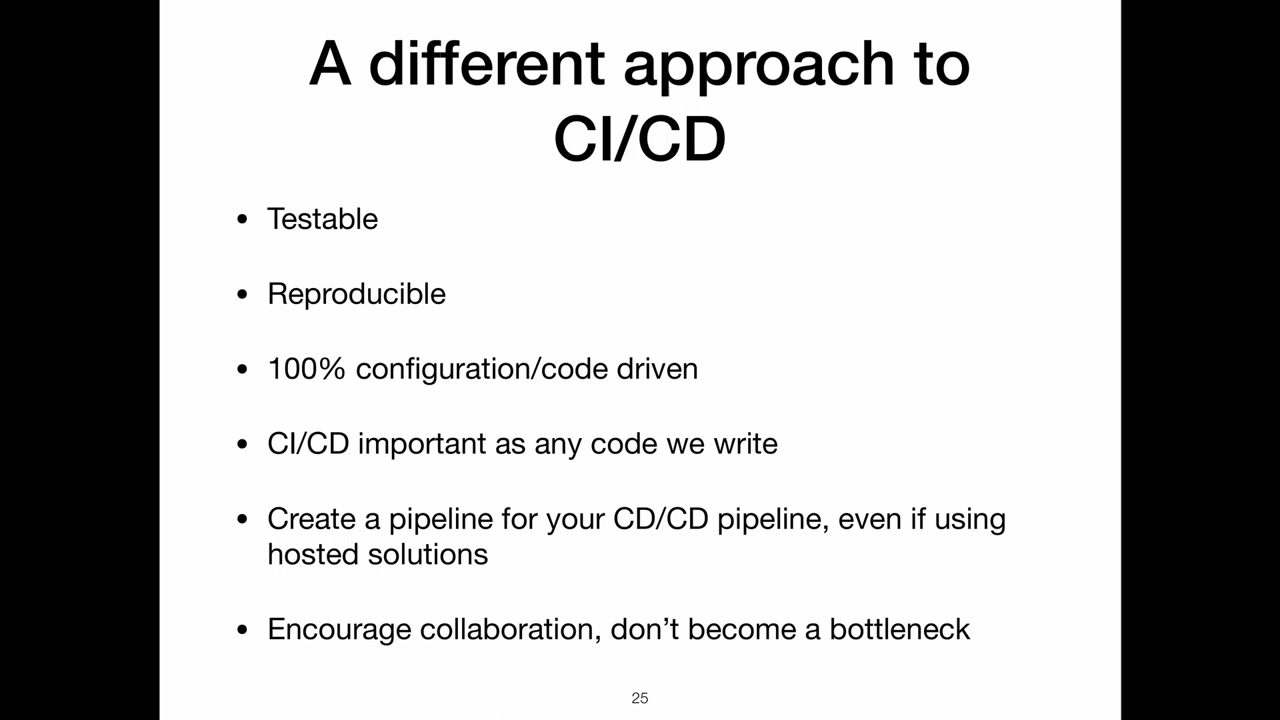 A different approach to
CI/CD
• Testable
• Reproducible
• 100% configuration/code driven
• CI/CD important as any code we write
• Create a pipeline for your CD/CD pipeline, even if using
hosted solutions
• Encourage collaboration, don’t become a bottleneck
25